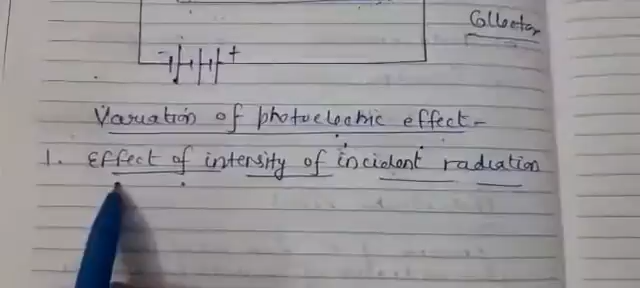 Collector
- +
Variation of photoelectric effect -
1. Effect of intensity of incident radiation